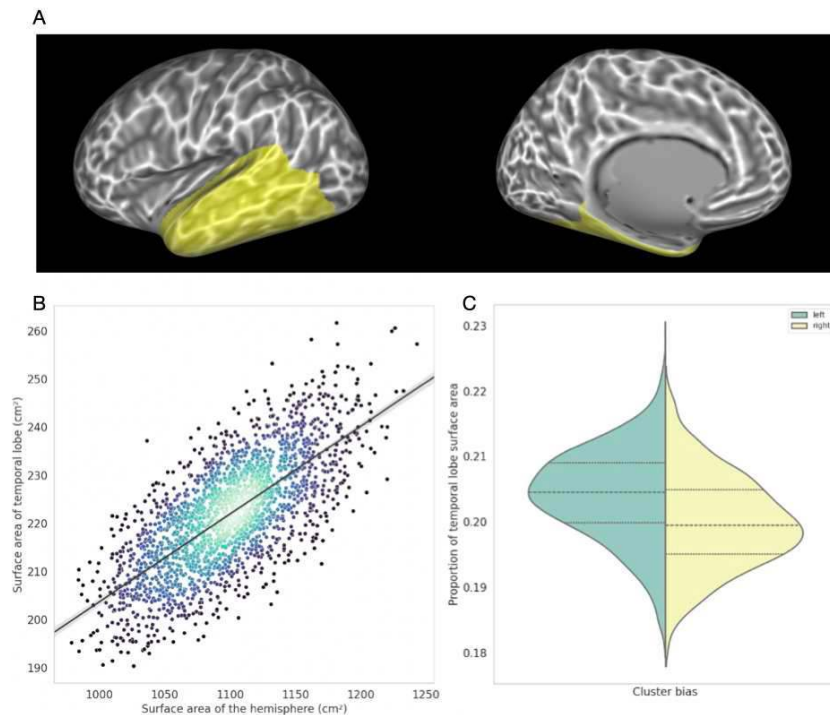 A
B
260
250
240
230
220
210
200
190
Surface area of temporal lobe (cm²)
1000
1050
1100
1150
1200
1250
Surface area of the hemisphere (cm²)
C
left
right
0.23
0.22
0.21
0.20
0.19
0.18
Proportion of temporal lobe surface area
Cluster bias